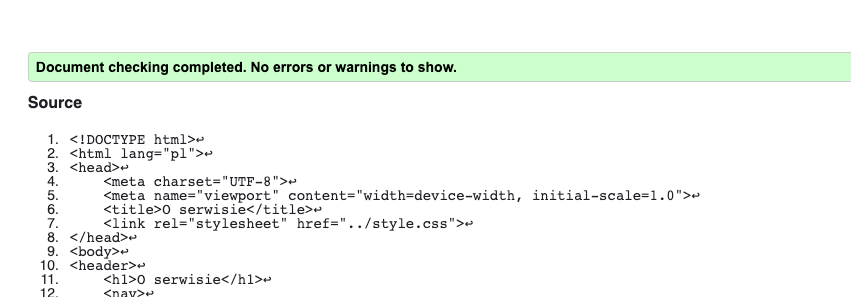 Document checking completed. No errors or warnings to show.
Source
1. <!DOCTYPE html>↩
2. <html lang="pl">↩
3. <head>↩
4. <meta charset="UTF-8">↩
5. <meta name="viewport" content="width=device-width, initial-scale=1.0">↩
6. <title>O serwisie</title>↩
7. <link rel="stylesheet" href="../style.css">↩
8. </head>↩
9. <body>↩
10. <header>↩
11. <h1>O serwisie</h1>↩
12. <nav>↩